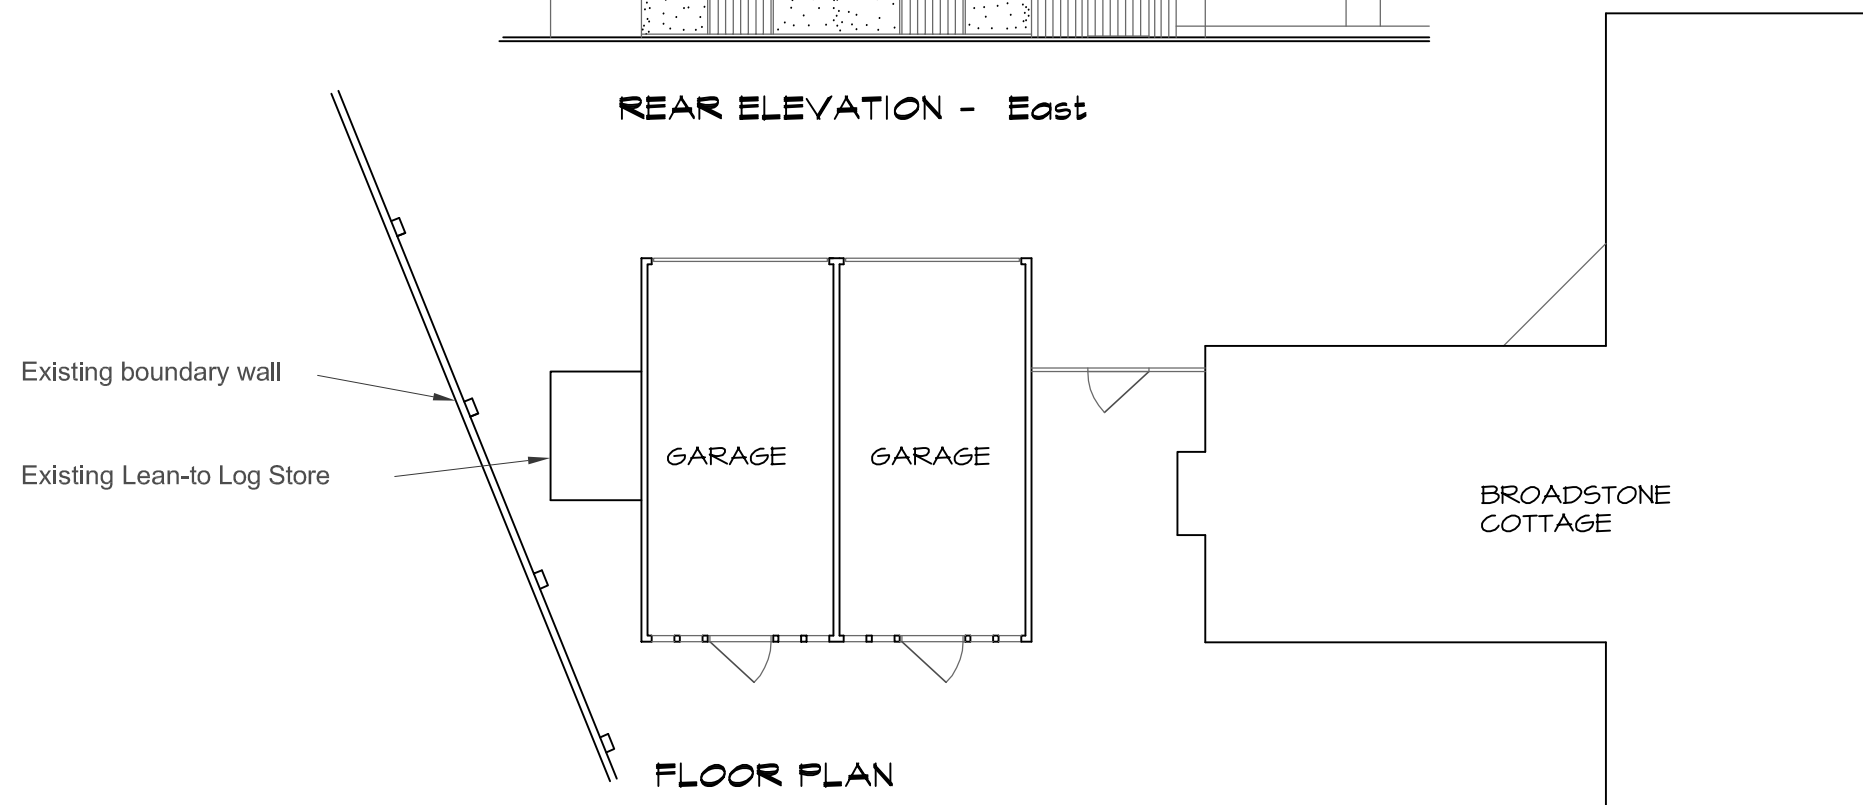 REAR ELEVATION - East
Existing boundary wall
Existing Lean-to Log Store
GARAGE
GARAGE
BROADSTONE
COTTAGE
FLOOR PLAN